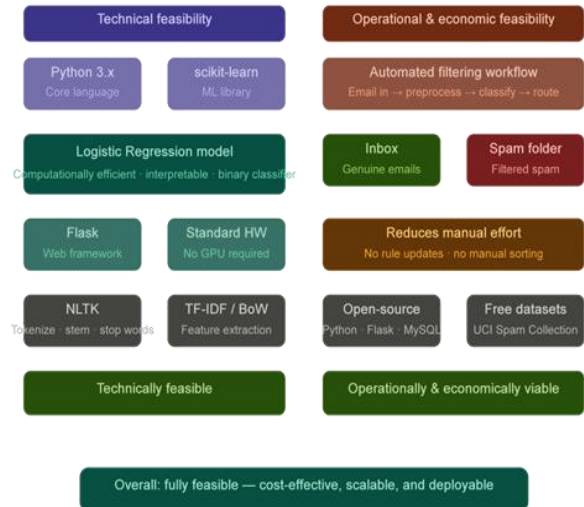 Technical feasibility
Operational & economic feasibility
Python 3.x
Core language
scikit-learn
ML library
Automated filtering workflow
Email in → preprocess → classify → route
Logistic Regression model
Computationally efficient · interpretable · binary classifier
Inbox
Genuine emails
Spam folder
Filtered spam
Flask
Web framework
Standard HW
No GPU required
Reduces manual effort
No rule updates · no manual sorting
NLTK
Tokenize · stem · stop words
TF-IDF / BoW
Feature extraction
Open-source
Python · Flask · MySQL
Free datasets
UCI Spam Collection
Technically feasible
Operationally & economically viable
Overall: fully feasible — cost-effective, scalable, and deployable